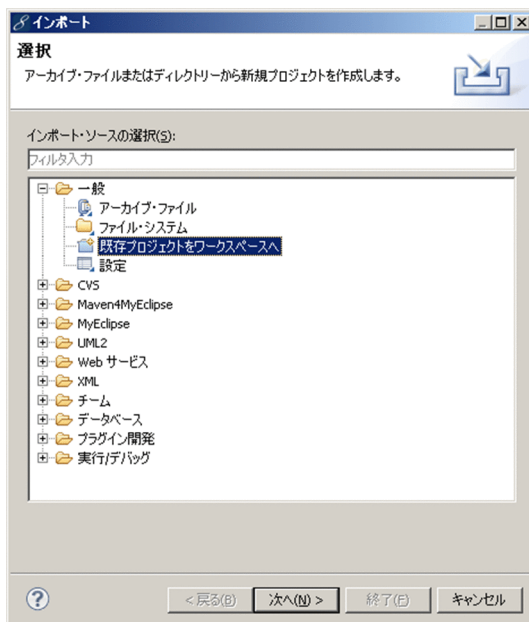 インポート
選択
アーカイブ・ファイルまたはディレクトリーから新規プロジェクトを作成します。
インポート・ソースの選択(S):
フィルタ入力
一般
アーカイブ・ファイル
ファイル・システム
既存プロジェクトをワークスペースへ
設定
CVS
Maven4MyEclipse
MyEclipse
UML2
Web サービス
XML
チーム
データベース
プラグイン開発
実行/デバッグ
< 戻る(B) 次へ(N) > 終了(F) キャンセル